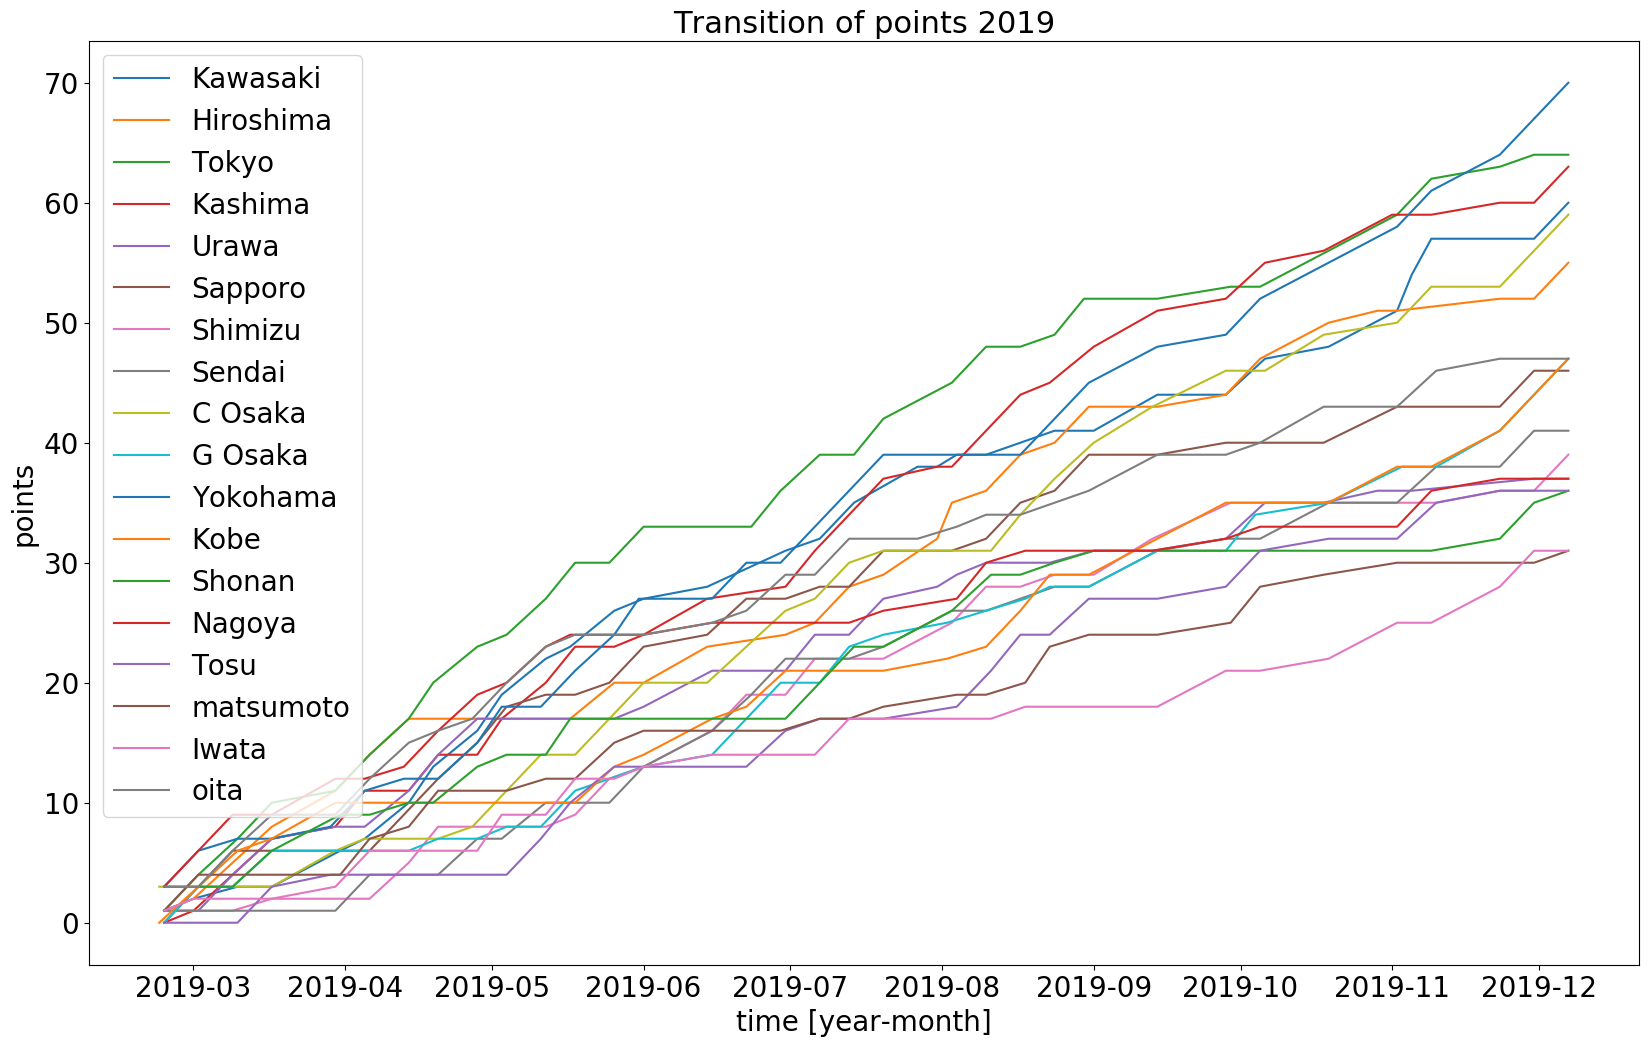 Transition of points 2019
70
60
50
40
30
20
10
0
points
Kawasaki
Hiroshima
Tokyo
Kashima
Urawa
Sapporo
Shimizu
Sendai
C Osaka
G Osaka
Yokohama
Kobe
Shonan
Nagoya
Tosu
matsumoto
Iwata
oita
2019-03 2019-04 2019-05 2019-06 2019-07 2019-08 2019-09 2019-10 2019-11 2019-12
time [year-month]